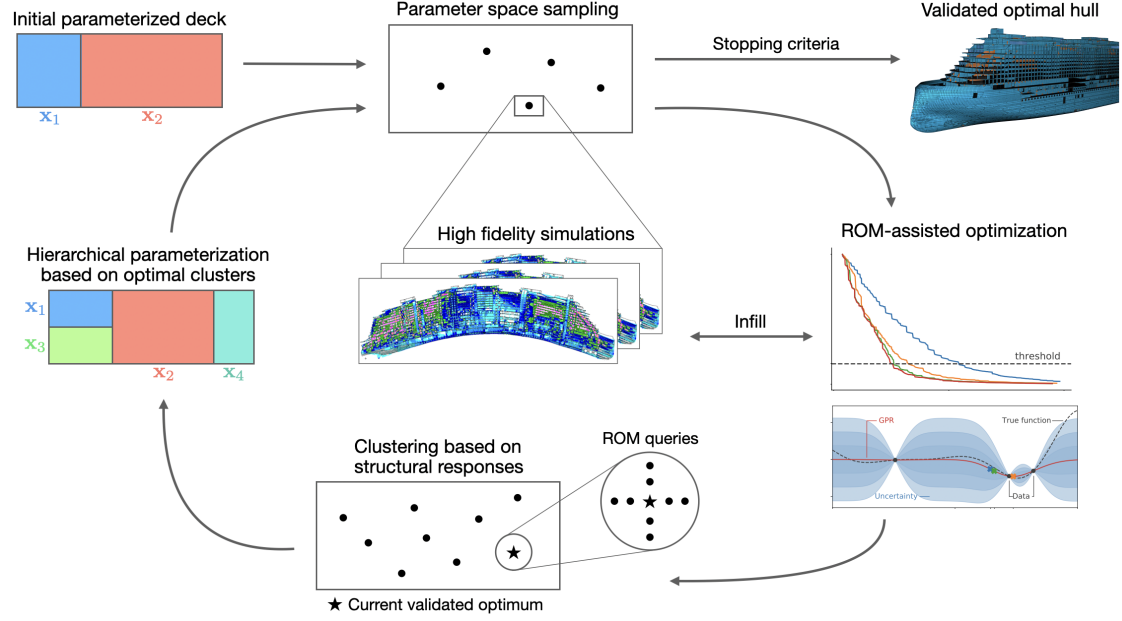 Initial parameterized deck
x₁
x₂
Parameter space sampling
Stopping criteria
Validated optimal hull
High fidelity simulations
ROM-assisted optimization
threshold
Infill
GPR
True function
Uncertainty
Data
Hierarchical parameterization
based on optimal clusters
x₁
x₃
x₂
x₄
Clustering based on
structural responses
ROM queries
★ Current validated optimum